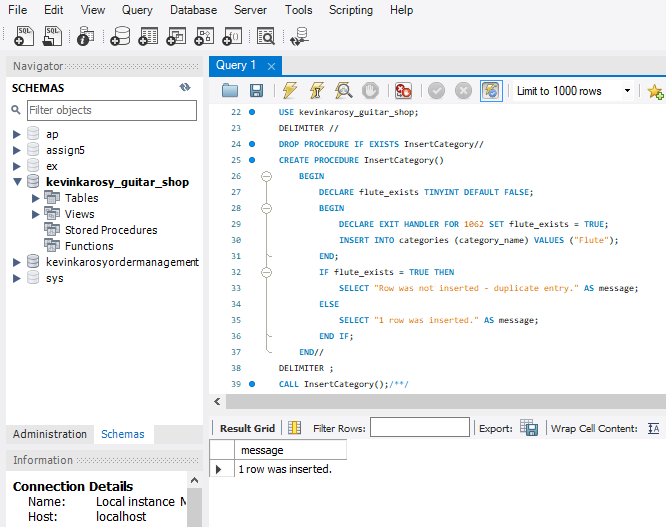 File Edit View Query Database Server Tools Scripting Help
Navigator
SCHEMAS
Filter objects
ap
assign5
ex
kevinkarosy_guitar_shop
Tables
Views
Stored Procedures
Functions
kevinkarosyordermanagement
sys
Administration Schemas
Information
Connection Details
Name: Local instance M
Host: localhost
Query 1
Limit to 1000 rows
22 USE kevinkarosy_guitar_shop;
23 DELIMITER //
24 DROP PROCEDURE IF EXISTS InsertCategory//
25 CREATE PROCEDURE InsertCategory()
26 BEGIN
27 DECLARE flute_exists TINYINT DEFAULT FALSE;
28 BEGIN
29 DECLARE EXIT HANDLER FOR 1062 SET flute_exists = TRUE;
30 INSERT INTO categories (category_name) VALUES ("Flute");
31 END;
32 IF flute_exists = TRUE THEN
33 SELECT "Row was not inserted - duplicate entry." AS message;
34 ELSE
35 SELECT "1 row was inserted." AS message;
36 END IF;
37 END//
38 DELIMITER ;
39 CALL InsertCategory();/**/
Result Grid Filter Rows: Export: Wrap Cell Content:
message
1 row was inserted.